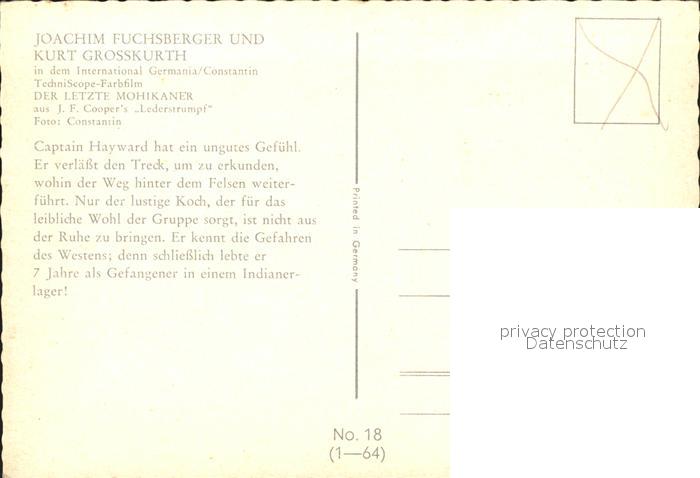 JOACHIM FUCHSBERGER UND
KURT GROSSKURTH
in dem International Germania/Constantin
TechniScope-Farbfilm
DER LETZTE MOHIKANER
aus J. F. Cooper's „Lederstrumpf"
Foto: Constantin
Captain Hayward hat ein ungutes Gefühl.
Er verläßt den Treck, um zu erkunden,
wohin der Weg hinter dem Felsen weiter-
führt. Nur der lustige Koch, der für das
leibliche Wohl der Gruppe sorgt, ist nicht aus
der Ruhe zu bringen. Er kennt die Gefahren
des Westens; denn schließlich lebte er
7 Jahre als Gefangener in einem Indianer-
lager!
Printed in Germany
No. 18
(1—64)
privacy protection
Datenschutz